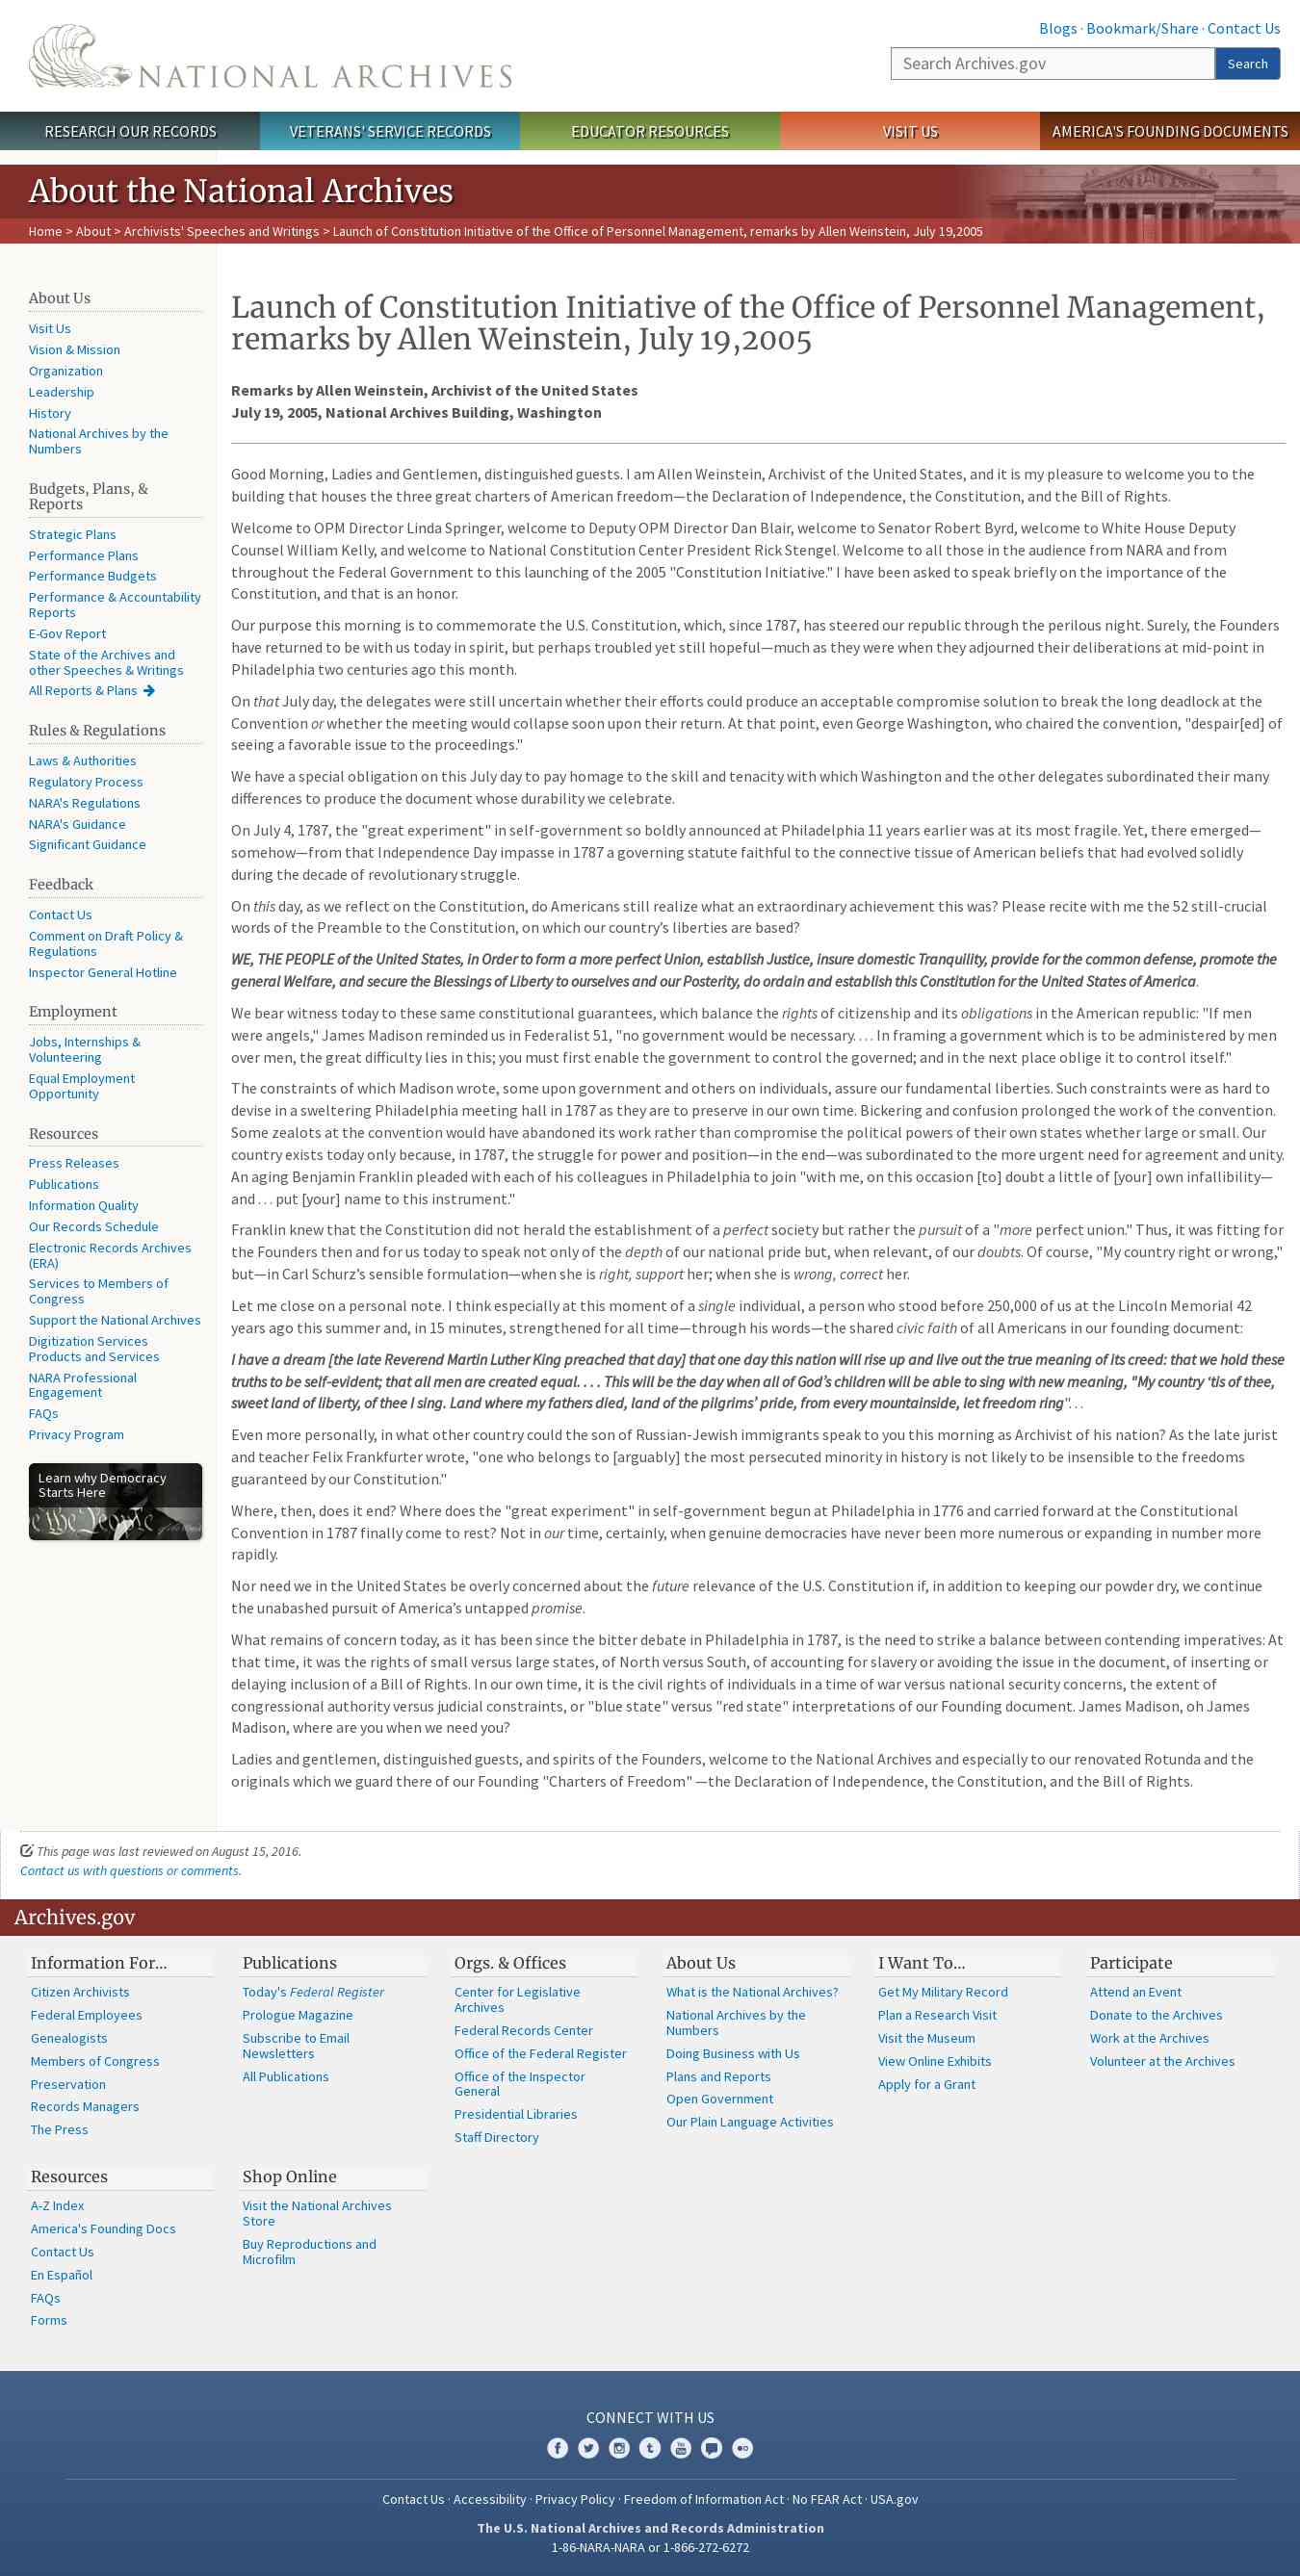 Blogs · Bookmark/Share · Contact Us
NATIONAL ARCHIVES
Search Archives.gov
Search
RESEARCH OUR RECORDS
VETERANS' SERVICE RECORDS
EDUCATOR RESOURCES
VISIT US
AMERICA'S FOUNDING DOCUMENTS
About the National Archives
Home > About > Archivists' Speeches and Writings > Launch of Constitution Initiative of the Office of Personnel Management, remarks by Allen Weinstein, July 19,2005
About Us
Visit Us
Vision & Mission
Organization
Leadership
History
National Archives by the
Numbers
Budgets, Plans, &
Reports
Strategic Plans
Performance Plans
Performance Budgets
Performance & Accountability
Reports
E-Gov Report
State of the Archives and
other Speeches & Writings
All Reports & Plans
Rules & Regulations
Laws & Authorities
Regulatory Process
NARA's Regulations
NARA's Guidance
Significant Guidance
Feedback
Contact Us
Comment on Draft Policy &
Regulations
Inspector General Hotline
Employment
Jobs, Internships &
Volunteering
Equal Employment
Opportunity
Resources
Press Releases
Publications
Information Quality
Our Records Schedule
Electronic Records Archives
(ERA)
Services to Members of
Congress
Support the National Archives
Digitization Services
Products and Services
NARA Professional
Engagement
FAQs
Privacy Program
Learn why Democracy
Starts Here
e the People
Launch of Constitution Initiative of the Office of Personnel Management,
remarks by Allen Weinstein, July 19,2005
Remarks by Allen Weinstein, Archivist of the United States
July 19, 2005, National Archives Building, Washington
Good Morning, Ladies and Gentlemen, distinguished guests. I am Allen Weinstein, Archivist of the United States, and it is my pleasure to welcome you to the
building that houses the three great charters of American freedom—the Declaration of Independence, the Constitution, and the Bill of Rights.
Welcome to OPM Director Linda Springer, welcome to Deputy OPM Director Dan Blair, welcome to Senator Robert Byrd, welcome to White House Deputy
Counsel William Kelly, and welcome to National Constitution Center President Rick Stengel. Welcome to all those in the audience from NARA and from
throughout the Federal Government to this launching of the 2005 "Constitution Initiative." I have been asked to speak briefly on the importance of the
Constitution, and that is an honor.
Our purpose this morning is to commemorate the U.S. Constitution, which, since 1787, has steered our republic through the perilous night. Surely, the Founders
have returned to be with us today in spirit, but perhaps troubled yet still hopeful—much as they were when they adjourned their deliberations at mid-point in
Philadelphia two centuries ago this month.
On that July day, the delegates were still uncertain whether their efforts could produce an acceptable compromise solution to break the long deadlock at the
Convention or whether the meeting would collapse soon upon their return. At that point, even George Washington, who chaired the convention, "despair[ed] of
seeing a favorable issue to the proceedings."
We have a special obligation on this July day to pay homage to the skill and tenacity with which Washington and the other delegates subordinated their many
differences to produce the document whose durability we celebrate.
On July 4, 1787, the "great experiment" in self-government so boldly announced at Philadelphia 11 years earlier was at its most fragile. Yet, there emerged—
somehow—from that Independence Day impasse in 1787 a governing statute faithful to the connective tissue of American beliefs that had evolved solidly
during the decade of revolutionary struggle.
On this day, as we reflect on the Constitution, do Americans still realize what an extraordinary achievement this was? Please recite with me the 52 still-crucial
words of the Preamble to the Constitution, on which our country’s liberties are based?
WE, THE PEOPLE of the United States, in Order to form a more perfect Union, establish Justice, insure domestic Tranquility, provide for the common defense, promote the
general Welfare, and secure the Blessings of Liberty to ourselves and our Posterity, do ordain and establish this Constitution for the United States of America.
We bear witness today to these same constitutional guarantees, which balance the rights of citizenship and its obligations in the American republic: "If men
were angels," James Madison reminded us in Federalist 51, "no government would be necessary. . . . In framing a government which is to be administered by men
over men, the great difficulty lies in this; you must first enable the government to control the governed; and in the next place oblige it to control itself."
The constraints of which Madison wrote, some upon government and others on individuals, assure our fundamental liberties. Such constraints were as hard to
devise in a sweltering Philadelphia meeting hall in 1787 as they are to preserve in our own time. Bickering and confusion prolonged the work of the convention.
Some zealots at the convention would have abandoned its work rather than compromise the political powers of their own states whether large or small. Our
country exists today only because, in 1787, the struggle for power and position—in the end—was subordinated to the more urgent need for agreement and unity.
An aging Benjamin Franklin pleaded with each of his colleagues in Philadelphia to join "with me, on this occasion [to] doubt a little of [your] own infallibility—
and . . . put [your] name to this instrument."
Franklin knew that the Constitution did not herald the establishment of a perfect society but rather the pursuit of a "more perfect union." Thus, it was fitting for
the Founders then and for us today to speak not only of the depth of our national pride but, when relevant, of our doubts. Of course, "My country right or wrong,"
but—in Carl Schurz’s sensible formulation—when she is right, support her; when she is wrong, correct her.
Let me close on a personal note. I think especially at this moment of a single individual, a person who stood before 250,000 of us at the Lincoln Memorial 42
years ago this summer and, in 15 minutes, strengthened for all time—through his words—the shared civic faith of all Americans in our founding document:
I have a dream [the late Reverend Martin Luther King preached that day] that one day this nation will rise up and live out the true meaning of its creed: that we hold these
truths to be self-evident; that all men are created equal. . . . This will be the day when all of God’s children will be able to sing with new meaning, "My country ‘tis of thee,
sweet land of liberty, of thee I sing. Land where my fathers died, land of the pilgrims’ pride, from every mountainside, let freedom ring". . .
Even more personally, in what other country could the son of Russian-Jewish immigrants speak to you this morning as Archivist of his nation? As the late jurist
and teacher Felix Frankfurter wrote, "one who belongs to [arguably] the most persecuted minority in history is not likely to be insensible to the freedoms
guaranteed by our Constitution."
Where, then, does it end? Where does the "great experiment" in self-government begun at Philadelphia in 1776 and carried forward at the Constitutional
Convention in 1787 finally come to rest? Not in our time, certainly, when genuine democracies have never been more numerous or expanding in number more
rapidly.
Nor need we in the United States be overly concerned about the future relevance of the U.S. Constitution if, in addition to keeping our powder dry, we continue
the unabashed pursuit of America’s untapped promise.
What remains of concern today, as it has been since the bitter debate in Philadelphia in 1787, is the need to strike a balance between contending imperatives: At
that time, it was the rights of small versus large states, of North versus South, of accounting for slavery or avoiding the issue in the document, of inserting or
delaying inclusion of a Bill of Rights. In our own time, it is the civil rights of individuals in a time of war versus national security concerns, the extent of
congressional authority versus judicial constraints, or "blue state" versus "red state" interpretations of our Founding document. James Madison, oh James
Madison, where are you when we need you?
Ladies and gentlemen, distinguished guests, and spirits of the Founders, welcome to the National Archives and especially to our renovated Rotunda and the
originals which we guard there of our Founding "Charters of Freedom" —the Declaration of Independence, the Constitution, and the Bill of Rights.
This page was last reviewed on August 15, 2016.
Contact us with questions or comments.
Archives.gov
Information For…
Citizen Archivists
Federal Employees
Genealogists
Members of Congress
Preservation
Records Managers
The Press
Publications
Today's Federal Register
Prologue Magazine
Subscribe to Email
Newsletters
All Publications
Orgs. & Offices
Center for Legislative
Archives
Federal Records Center
Office of the Federal Register
Office of the Inspector
General
Presidential Libraries
Staff Directory
About Us
What is the National Archives?
National Archives by the
Numbers
Doing Business with Us
Plans and Reports
Open Government
Our Plain Language Activities
I Want To…
Get My Military Record
Plan a Research Visit
Visit the Museum
View Online Exhibits
Apply for a Grant
Participate
Attend an Event
Donate to the Archives
Work at the Archives
Volunteer at the Archives
Resources
A-Z Index
America's Founding Docs
Contact Us
En Español
FAQs
Forms
Shop Online
Visit the National Archives
Store
Buy Reproductions and
Microfilm
CONNECT WITH US
Contact Us · Accessibility · Privacy Policy · Freedom of Information Act · No FEAR Act · USA.gov
The U.S. National Archives and Records Administration
1-86-NARA-NARA or 1-866-272-6272